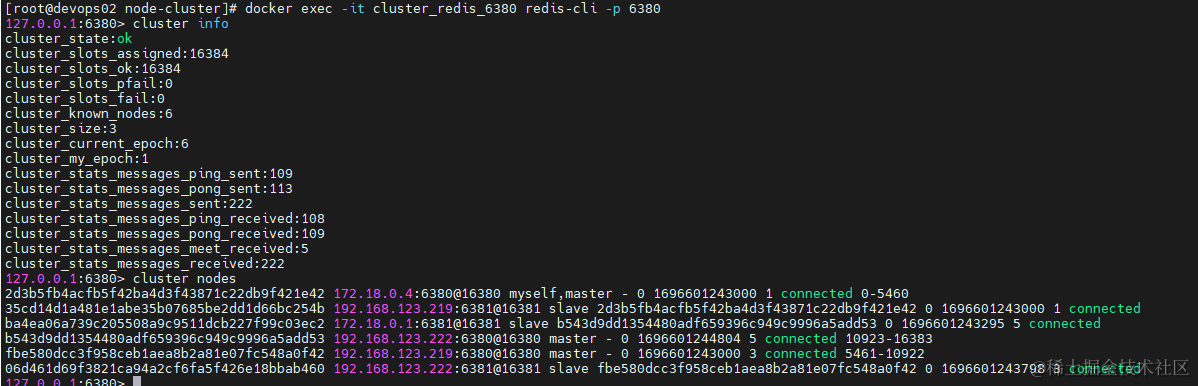 [root@devops02 node-cluster]# docker exec -it cluster_redis_6380 redis-cli -p 6380
127.0.0.1:6380> cluster info
cluster_state:ok
cluster_slots_assigned:16384
cluster_slots_ok:16384
cluster_slots_pfail:0
cluster_slots_fail:0
cluster_known_nodes:6
cluster_size:3
cluster_current_epoch:6
cluster_my_epoch:1
cluster_stats_messages_ping_sent:109
cluster_stats_messages_pong_sent:113
cluster_stats_messages_sent:222
cluster_stats_messages_ping_received:108
cluster_stats_messages_pong_received:109
cluster_stats_messages_meet_received:5
cluster_stats_messages_received:222
127.0.0.1:6380> cluster nodes
2d3b5fb4acfb5f42ba4d3f43871c22db9f421e42 172.18.0.4:6380@16380 myself,master - 0 1696601243000 1 connected 0-5460
35cd14d1a481e1abe35b07685be2dd1d66bc254b 192.168.123.219:6381@16381 slave 2d3b5fb4acfb5f42ba4d3f43871c22db9f421e42 0 1696601243000 1 connected
ba4ea06a739c205508a9c9511dcb227f99c03ec2 172.18.0.1:6381@16381 slave b543d9dd1354480adf659396c949c9996a5add53 0 1696601243295 5 connected
b543d9dd1354480adf659396c949c9996a5add53 192.168.123.222:6380@16380 master - 0 1696601244804 5 connected 10923-16383
fbe580dcc3f958ceb1aea8b2a81e07fc548a0f42 192.168.123.219:6380@16380 master - 0 1696601243000 3 connected 5461-10922
06d461d69f3821ca94a2cf6fa5f426e18bbab460 192.168.123.222:6381@16381 slave fbe580dcc3f958ceb1aea8b2a81e07fc548a0f42 0 1696601243798 3 connected
127.0.0.1:6380>
@稀土掘金技术社区